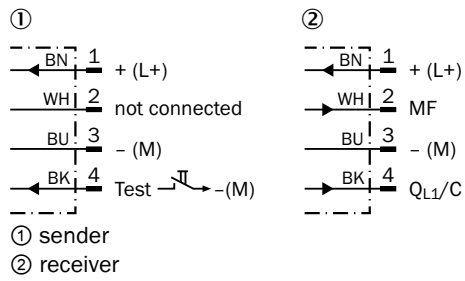 ① ②
BN 1 + (L+) BN 1 + (L+)
WH 2 not connected WH 2 MF
BU 3 – (M) BU 3 – (M)
BK 4 Test –(M) BK 4 QL1/C
① sender
② receiver